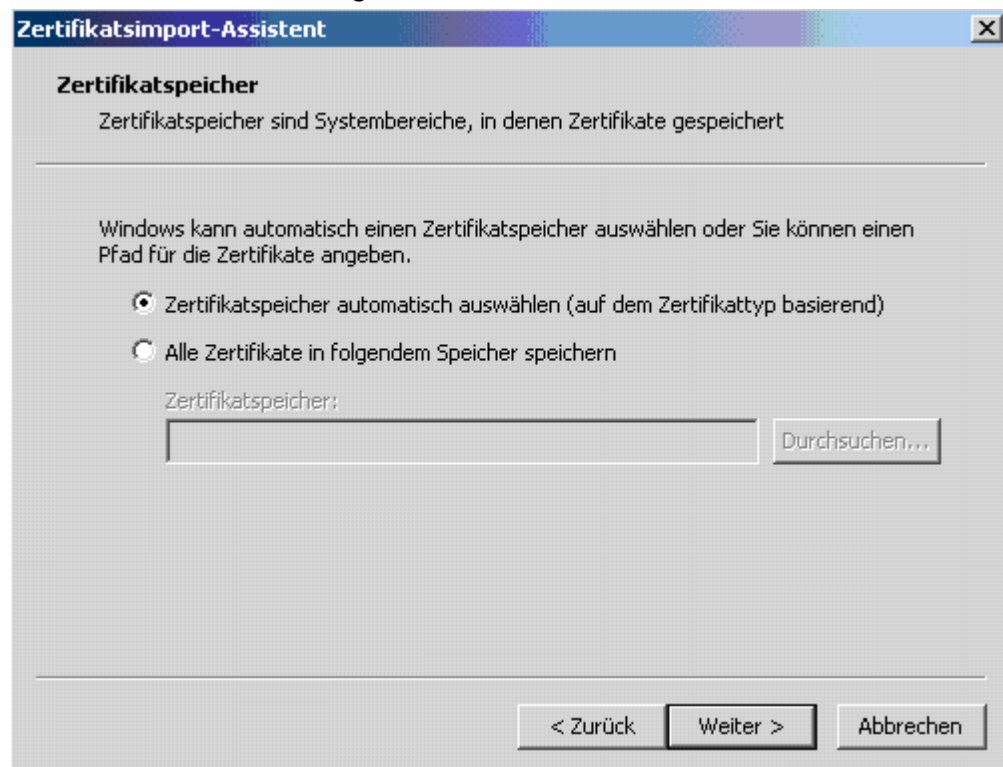 Zertifikatsimport-Assistent
Zertifikatspeicher
Zertifikatspeicher sind Systembereiche, in denen Zertifikate gespeichert
Windows kann automatisch einen Zertifikatspeicher auswählen oder Sie können einen
Pfad für die Zertifikate angeben.
Zertifikatspeicher automatisch auswählen (auf dem Zertifikattyp basierend)
Alle Zertifikate in folgendem Speicher speichern
Zertifikatspeicher:
Durchsuchen...
< Zurück
Weiter >
Abbrechen